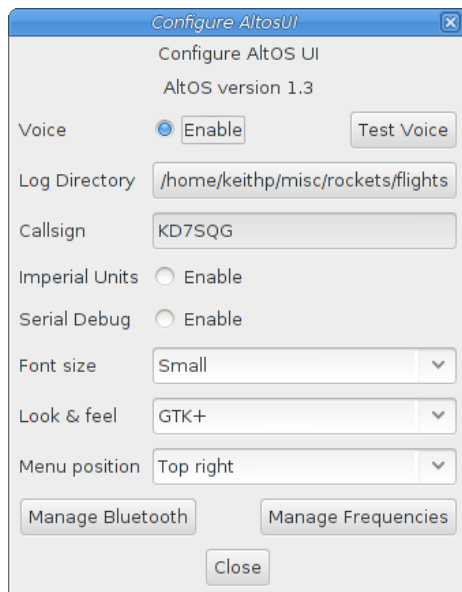 Configure AltosUI
Configure AltOS UI
AltOS version 1.3
Voice Enable Test Voice
Log Directory /home/keithp/misc/rockets/flights
Callsign KD7SQG
Imperial Units Enable
Serial Debug Enable
Font size Small
Look & feel GTK+
Menu position Top right
Manage Bluetooth Manage Frequencies
Close